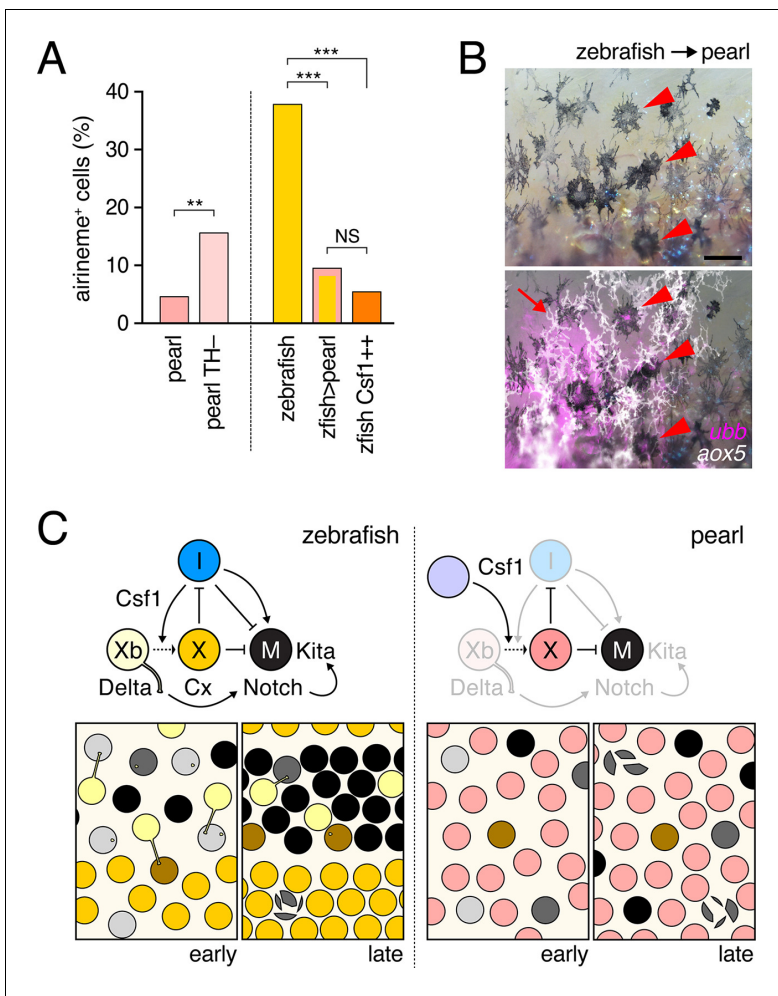 A
airineme⁺ cells (%)
40
30
20
10
0
**
***
***
NS
pearl
pearl TH–
zebrafish
zfish>pearl
zfish Csf1++
B
zebrafish → pearl
ubb
aox5
C
zebrafish
I
Csf1
Xb
X
M
Kita
Delta
Cx
Notch
early
late
pearl
Csf1
I
Xb
X
M
Kita
Delta
Notch
early
late